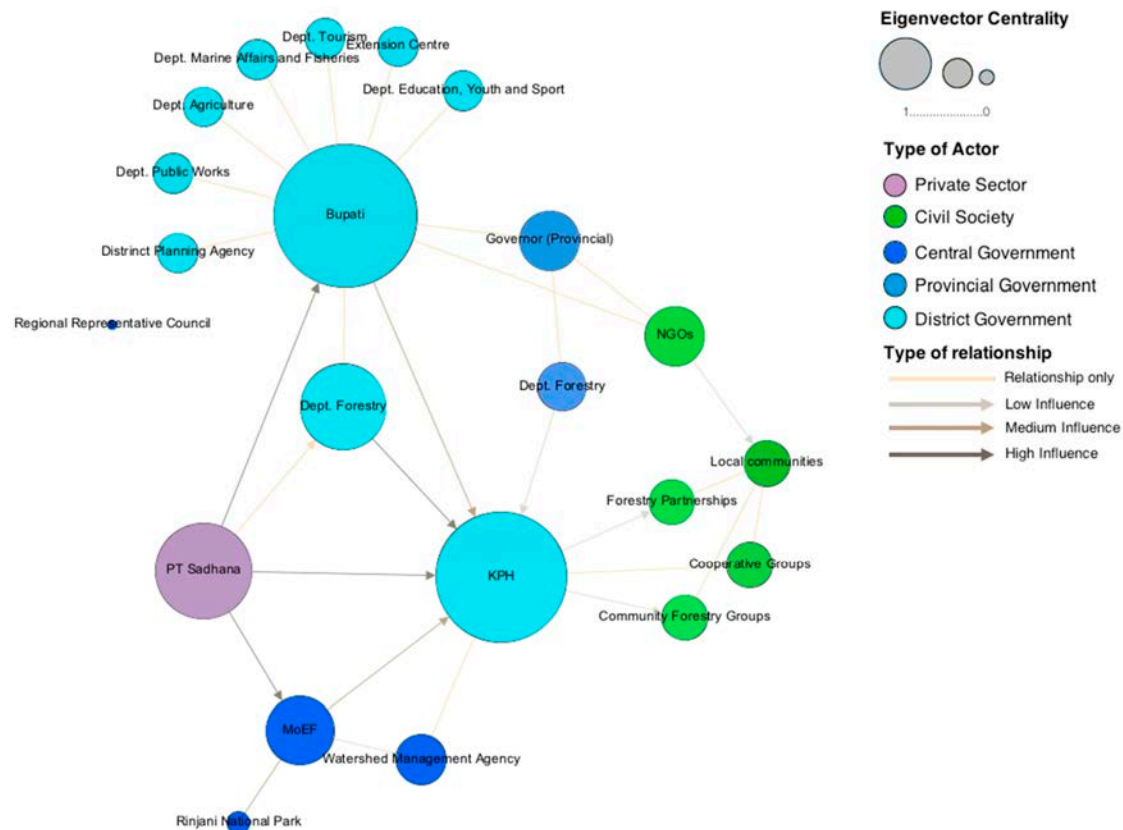 Dept. Tourism
Extension Centre
Dept. Marine Affairs and Fisheries
Dept. Education, Youth and Sport
Dept. Agriculture
Dept. Public Works
Bupati
Governor (Provincial)
Distrinct Planning Agency
Regional Representative Council
NGOs
Dept. Forestry
Dept. Forestry
Local communities
Forestry Partnerships
PT Sadhana
KPH
Cooperative Groups
Community Forestry Groups
MoEF
Watershed Management Agency
Rinjani National Park
Eigenvector Centrality
1......................0
Type of Actor
Private Sector
Civil Society
Central Government
Provincial Government
District Government
Type of relationship
Relationship only
Low Influence
Medium Influence
High Influence